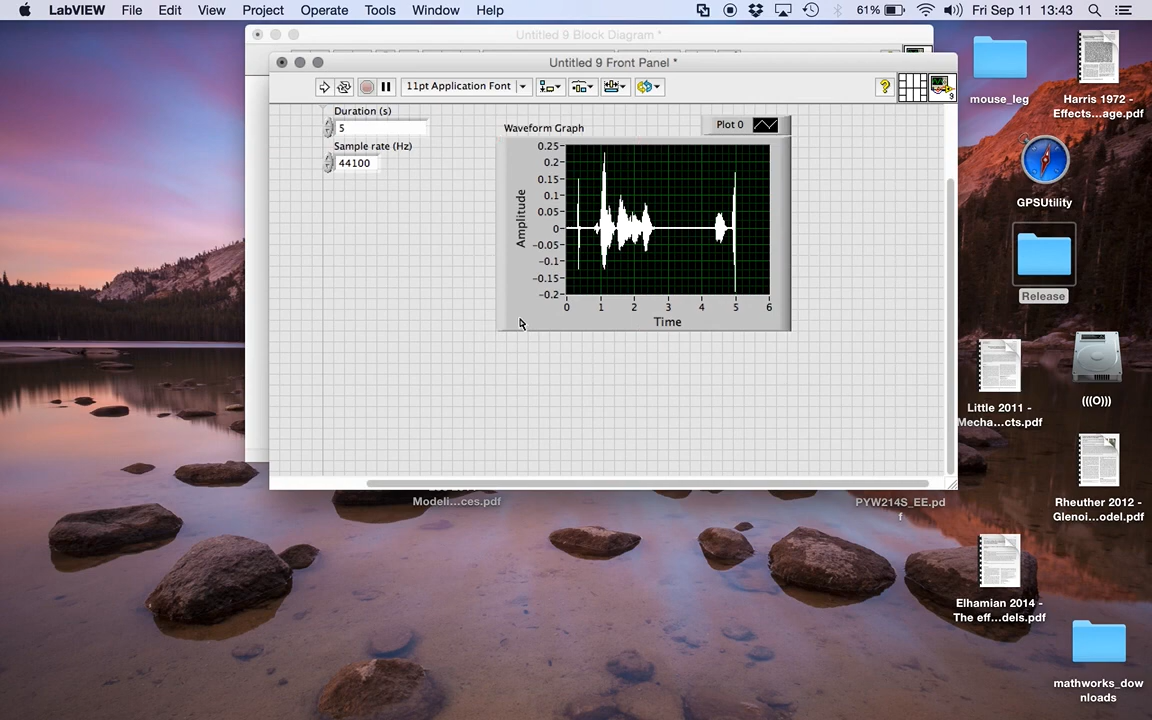 LabVIEW File Edit View Project Operate Tools Window Help 61% Fri Sep 11 13:43
Untitled 9 Block Diagram *
Untitled 9 Front Panel *
11pt Application Font
?
9
Duration (s)
5
Sample rate (Hz)
44100
Waveform Graph
Plot 0
Amplitude
0.25
0.2
0.15
0.1
0.05
0
-0.05
-0.1
-0.15
-0.2
0 1 2 3 4 5 6
Time
mouse_leg
Harris 1972 -
Effects...age.pdf
GPSUtility
Release
Little 2011 -
Mecha...cts.pdf
(((O)))
Rheuther 2012 -
Glenoi...odel.pdf
Elhamian 2014 -
The eff...dels.pdf
mathworks_dow
nloads
Modeli...ces.pdf
PYW214S_EE.pd
f